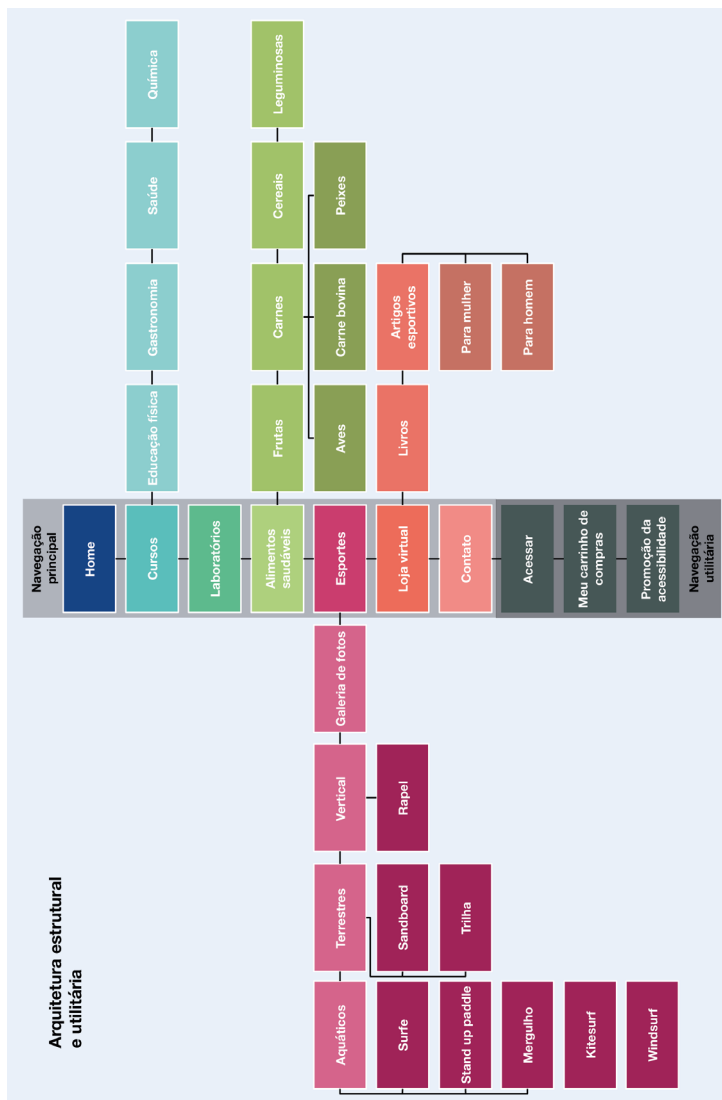 Arquitetura estrutural
e utilitária
Navegação
principal
Home
Cursos
Educação física
Gastronomia
Saúde
Química
Laboratórios
Alimentos
saudáveis
Frutas
Carnes
Cereais
Leguminosas
Aquáticos
Terrestres
Vertical
Galeria de fotos
Esportes
Aves
Carne bovina
Peixes
Surfe
Sandboard
Rapel
Loja virtual
Livros
Artigos
esportivos
Stand up paddle
Trilha
Contato
Para mulher
Mergulho
Acessar
Para homem
Kitesurf
Meu carrinho de
compras
Windsurf
Promoção da
acessibilidade
Navegação
utilitária